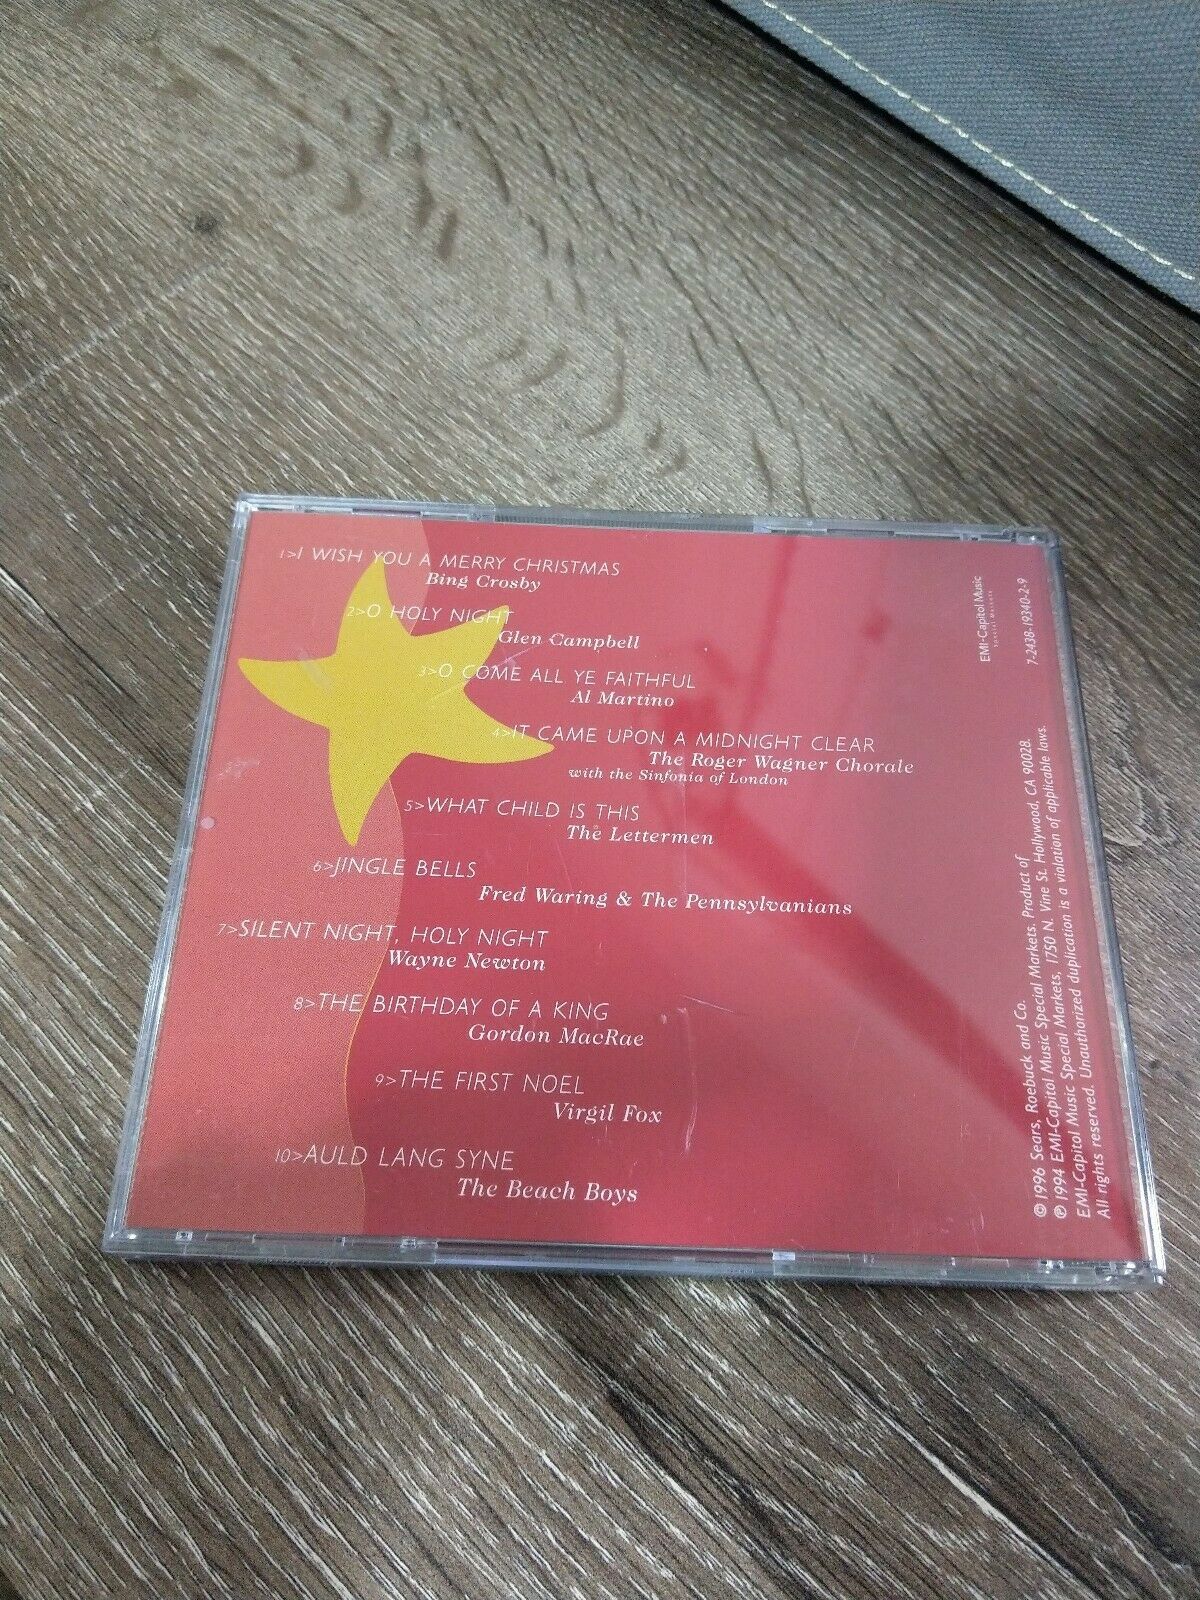 1>I WISH YOU A MERRY CHRISTMAS
Bing Crosby
2>O HOLY NIGHT
Glen Campbell
3>O COME ALL YE FAITHFUL
Al Martino
4>IT CAME UPON A MIDNIGHT CLEAR
The Roger Wagner Chorale
with the Sinfonia of London
5>WHAT CHILD IS THIS
The Lettermen
6>JINGLE BELLS
Fred Waring & The Pennsylvanians
7>SILENT NIGHT, HOLY NIGHT
Wayne Newton
8>THE BIRTHDAY OF A KING
Gordon MacRae
9>THE FIRST NOEL
Virgil Fox
10>AULD LANG SYNE
The Beach Boys
EMI-Capitol Music
Special Markets
7-2438-19340-2-9
© 1996 Sears, Roebuck and Co.
℗ 1994 EMI-Capitol Music Special Markets. Product of
EMI-Capitol Music Special Markets, 1750 N. Vine St. Hollywood, CA 90028.
All rights reserved. Unauthorized duplication is a violation of applicable laws.